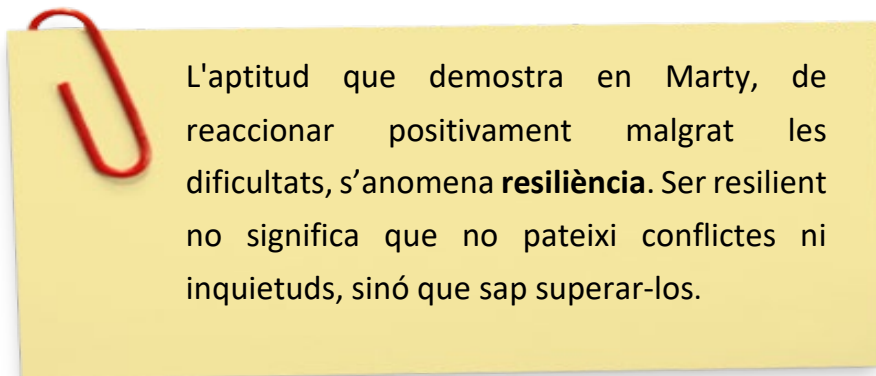 L'aptitud que demostra en Marty, de
reaccionar positivament malgrat les
dificultats, s’anomena resiliència. Ser resilient
no significa que no pateixi conflictes ni
inquietuds, sinó que sap superar-los.